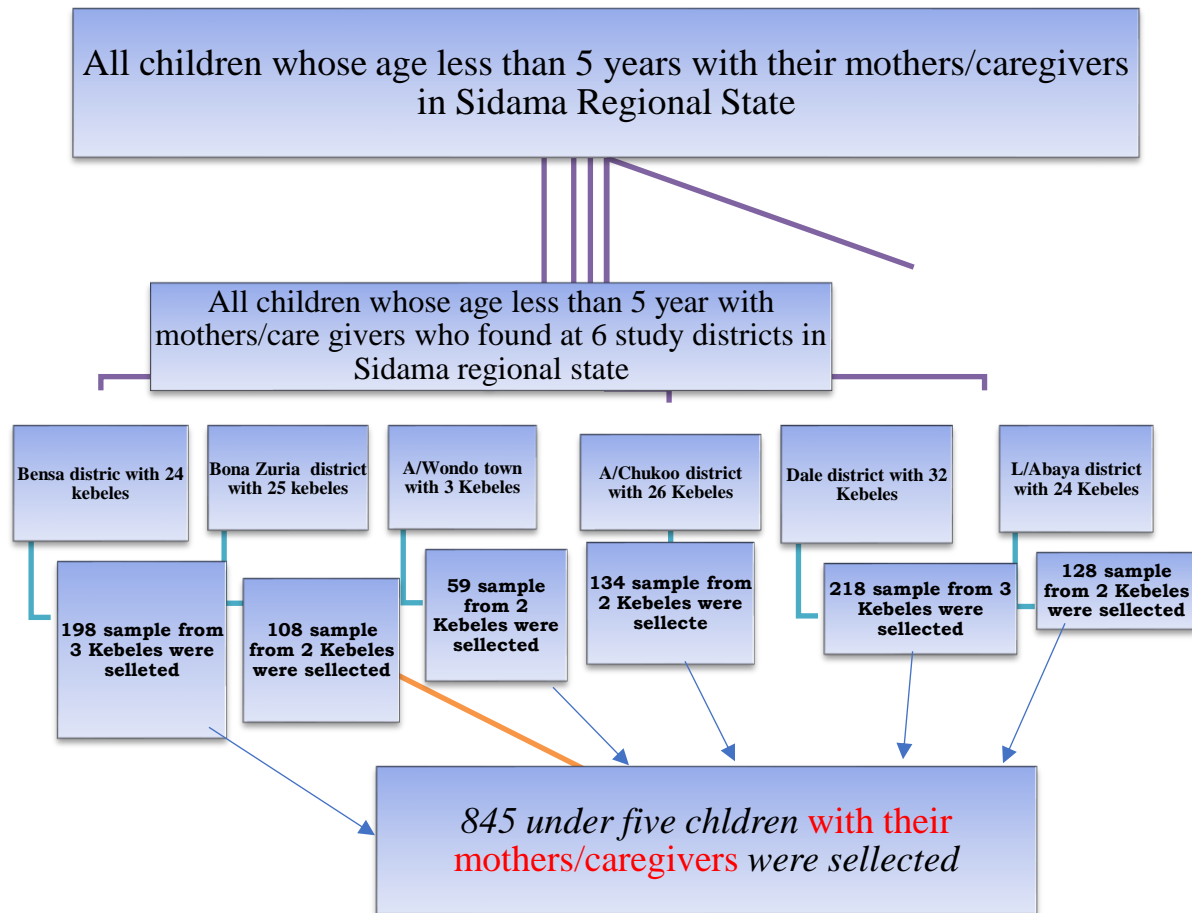 All children whose age less than 5 years with their mothers/caregivers
in Sidama Regional State
All children whose age less than 5 year with
mothers/care givers who found at 6 study districts in
Sidama regional state
Bensa distric with 24
kebeles
Bona Zuria district
with 25 kebeles
A/Wondo town
with 3 Kebeles
A/Chukoo district
with 26 Kebeles
Dale district with 32
Kebeles
L/Abaya district
with 24 Kebeles
198 sample from
3 Kebeles were
selleted
108 sample
from 2 Kebeles
were sellected
59 sample
from 2
Kebeles were
sellected
134 sample from
2 Kebeles were
sellecte
218 sample from 3
Kebeles were
sellected
128 sample
from 2 Kebeles
were sellected
845 under five chldren with their
mothers/caregivers were sellected